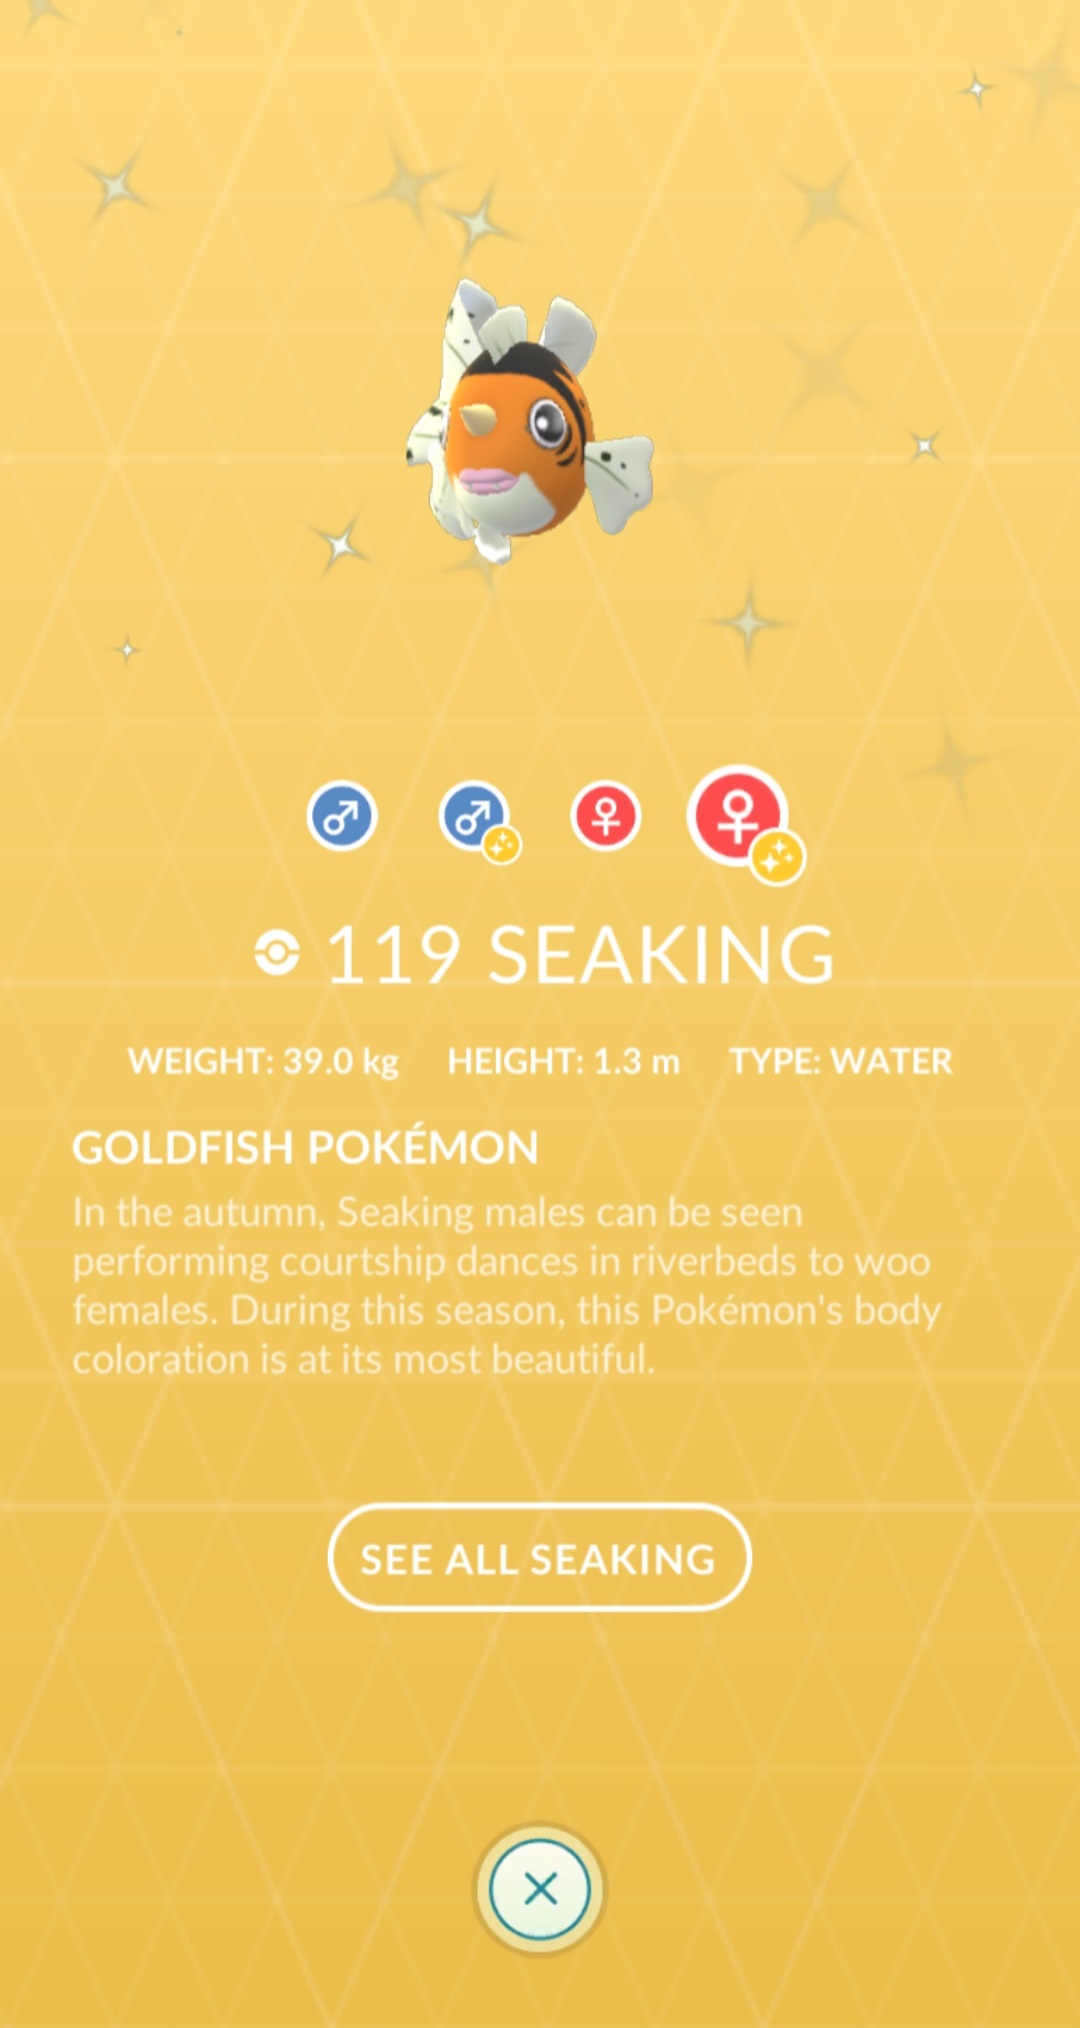 119 SEAKING
WEIGHT: 39.0 kg HEIGHT: 1.3 m TYPE: WATER
GOLDFISH POKÉMON
In the autumn, Seaking males can be seen
performing courtship dances in riverbeds to woo
females. During this season, this Pokémon's body
coloration is at its most beautiful.
SEE ALL SEAKING